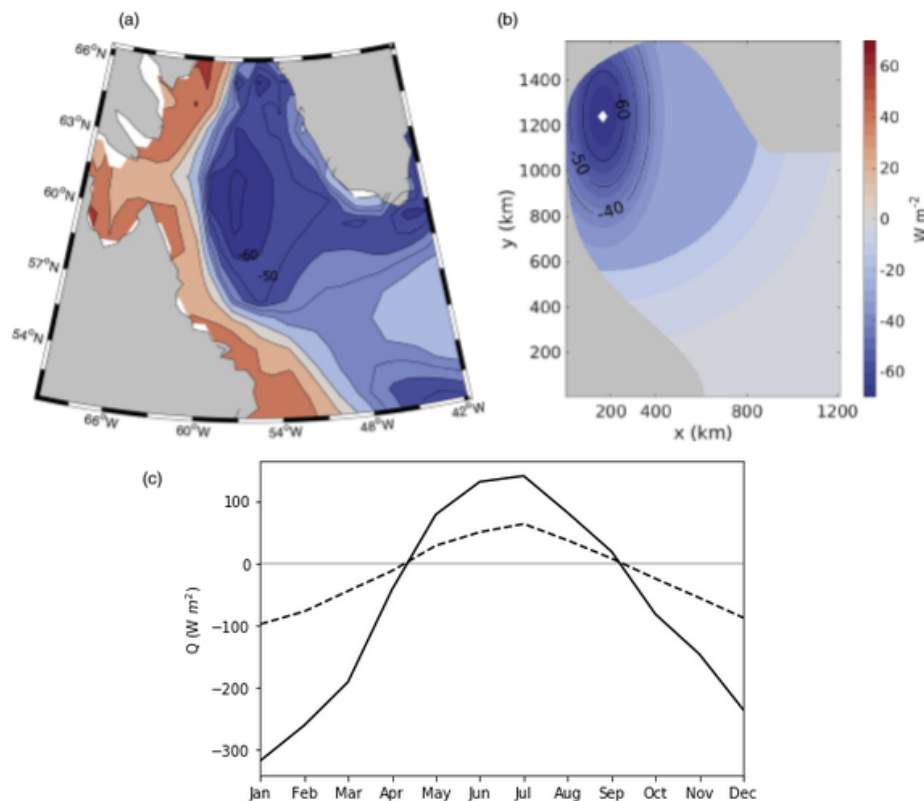 (a)
66°N
63°N
60°N
57°N
54°N
66°W
60°W
54°W
48°W
42°W
-60
-50
(b)
1400
1200
1000
800
600
400
200
y (km)
200 400 800 1200
x (km)
-60
-50
-40
60
40
20
0
-20
-40
-60
W m⁻²
(c)
100
0
−100
−200
−300
Q (W m²)
Jan Feb Mar Apr May Jun Jul Aug Sep Oct Nov Dec